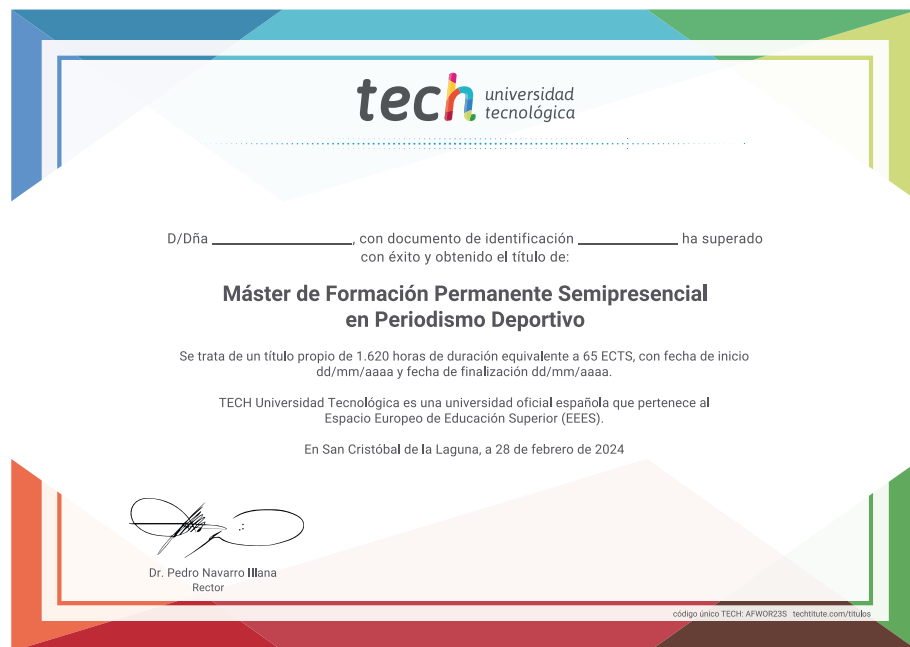 tech universidad
tecnológica
D/Dña ____________________, con documento de identificación ______________ ha superado
con éxito y obtenido el título de:
Máster de Formación Permanente Semipresencial
en Periodismo Deportivo
Se trata de un título propio de 1.620 horas de duración equivalente a 65 ECTS, con fecha de inicio
dd/mm/aaaa y fecha de finalización dd/mm/aaaa.
TECH Universidad Tecnológica es una universidad oficial española que pertenece al
Espacio Europeo de Educación Superior (EEES).
En San Cristóbal de la Laguna, a 28 de febrero de 2024
Dr. Pedro Navarro Illana
Rector
código único TECH: AFWOR23S techtitute.com/titulos